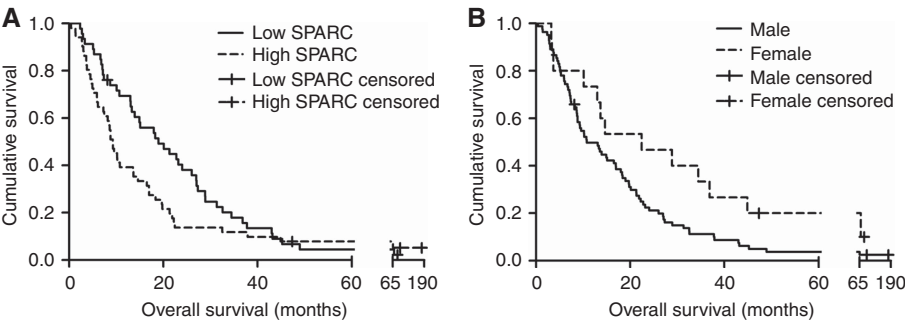 A
Cumulative survival
1.0
0.8
0.6
0.4
0.2
0.0
Low SPARC
High SPARC
Low SPARC censored
High SPARC censored
0 20 40 60 65 190
Overall survival (months)
B
Cumulative survival
1.0
0.8
0.6
0.4
0.2
0.0
Male
Female
Male censored
Female censored
0 20 40 60 65 190
Overall survival (months)